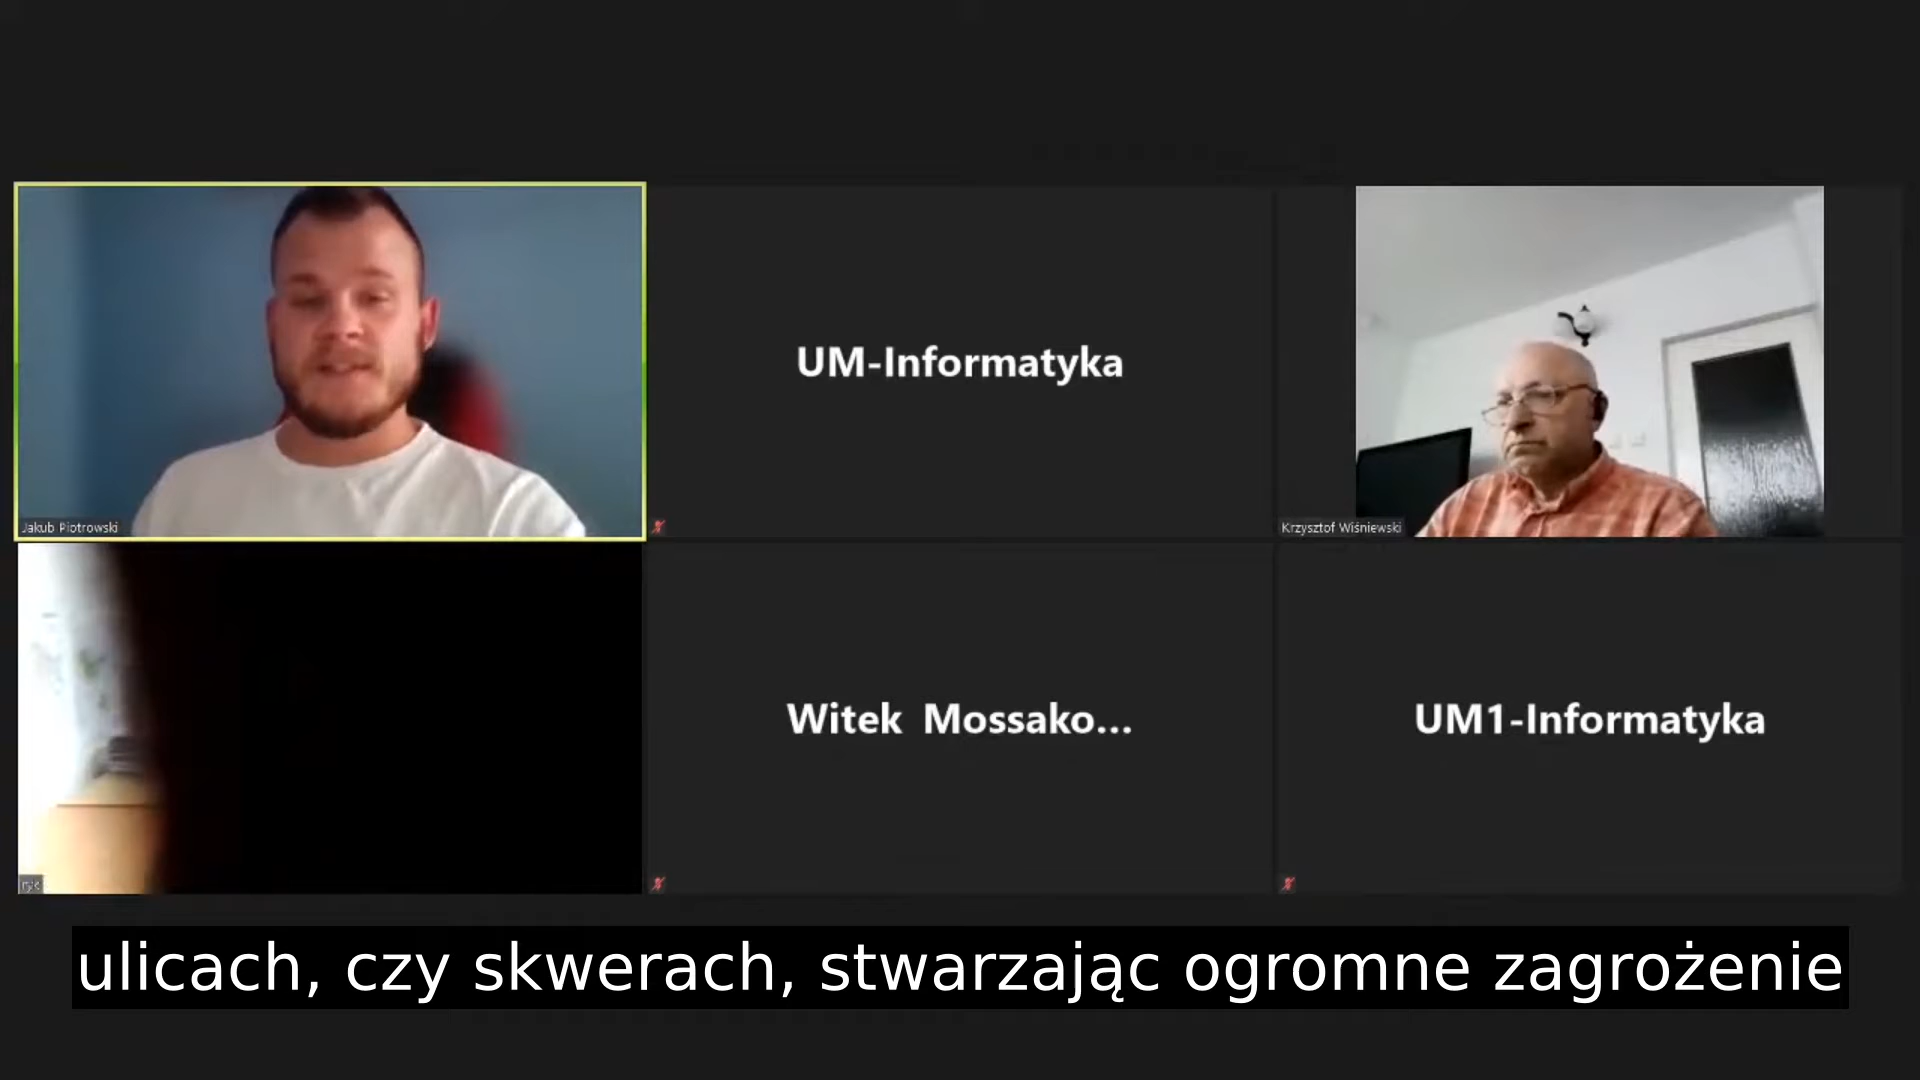 UM-Informatyka
Jakub Piotrowski
Krzysztof Wiśniewski
Witek Mossako...
UM1-Informatyka
ulicach, czy skwerach, stwarzając ogromne zagrożenie